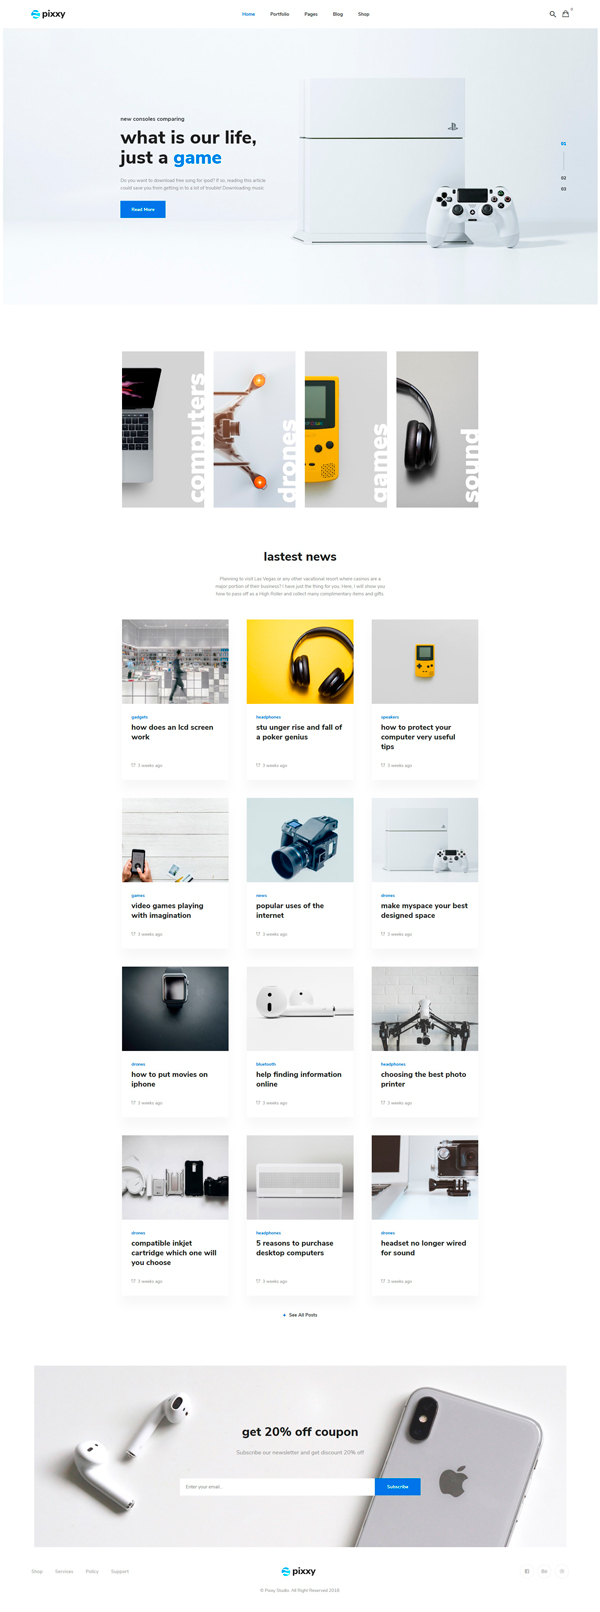 pixxy
Home Portfolio Pages Blog Shop
0
new consoles comparing
what is our life,
just a game
Do you want to download free song for ipod? If so, reading this article
could save you from getting in to a lot of trouble! Downloading music.
Read More
01
02
03
computers
drones
games
sound
lastest news
Planning to visit Las Vegas or any other vacational resort where casinos are a
major portion of their business? I have just the thing for you. Here, I will show you
how to pass off as a High Roller and collect many complimentary items and gifts.
gadgets
how does an lcd screen
work
3 weeks ago
headphones
stu unger rise and fall of
a poker genius
3 weeks ago
speakers
how to protect your
computer very useful
tips
3 weeks ago
games
video games playing
with imagination
3 weeks ago
news
popular uses of the
internet
3 weeks ago
drones
make myspace your best
designed space
3 weeks ago
drones
how to put movies on
iphone
3 weeks ago
bluetooth
help finding information
online
3 weeks ago
headphones
choosing the best photo
printer
3 weeks ago
drones
compatible inkjet
cartridge which one will
you choose
3 weeks ago
headphones
5 reasons to purchase
desktop computers
3 weeks ago
drones
headset no longer wired
for sound
3 weeks ago
+ See All Posts
get 20% off coupon
Subscribe our newsletter and get discount 20% off
Enter your email..
Subscribe
Shop Services Policy Support
pixxy
Bē
© Pixxy Studio. All Right Reserved 2018